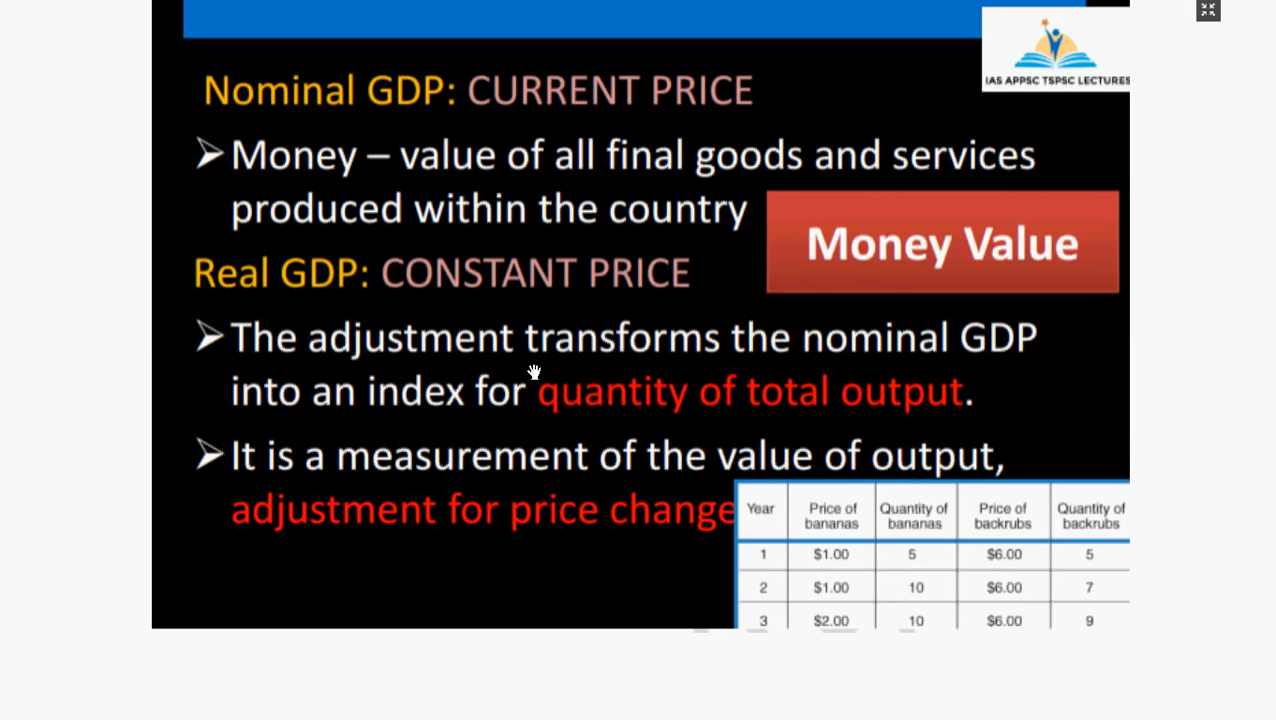 IAS APPSC TSPSC LECTURES
Nominal GDP: CURRENT PRICE
Money – value of all final goods and services
produced within the country
Money Value
Real GDP: CONSTANT PRICE
The adjustment transforms the nominal GDP
into an index for quantity of total output.
It is a measurement of the value of output,
adjustment for price change
Year Price of bananas Quantity of bananas Price of backrubs Quantity of backrubs
1 $1.00 5 $6.00 5
2 $1.00 10 $6.00 7
3 $2.00 10 $6.00 9